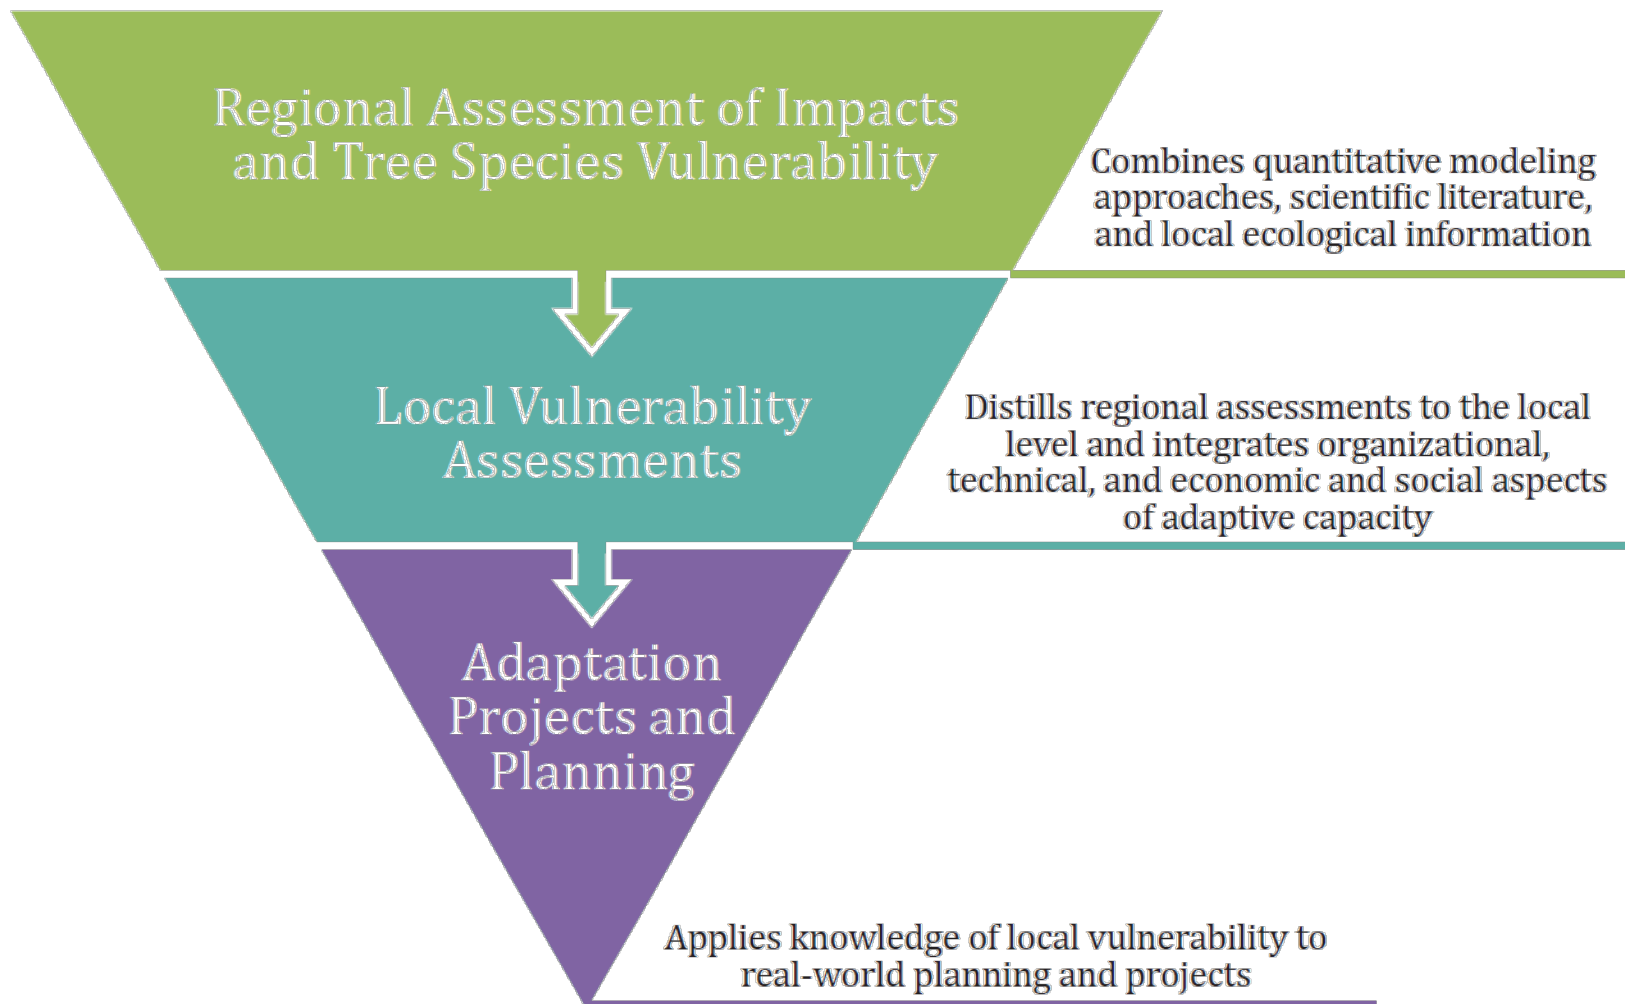 Regional Assessment of Impacts
and Tree Species Vulnerability
Combines quantitative modeling
approaches, scientific literature,
and local ecological information
Local Vulnerability
Assessments
Distills regional assessments to the local
level and integrates organizational,
technical, and economic and social aspects
of adaptive capacity
Adaptation
Projects and
Planning
Applies knowledge of local vulnerability to
real-world planning and projects